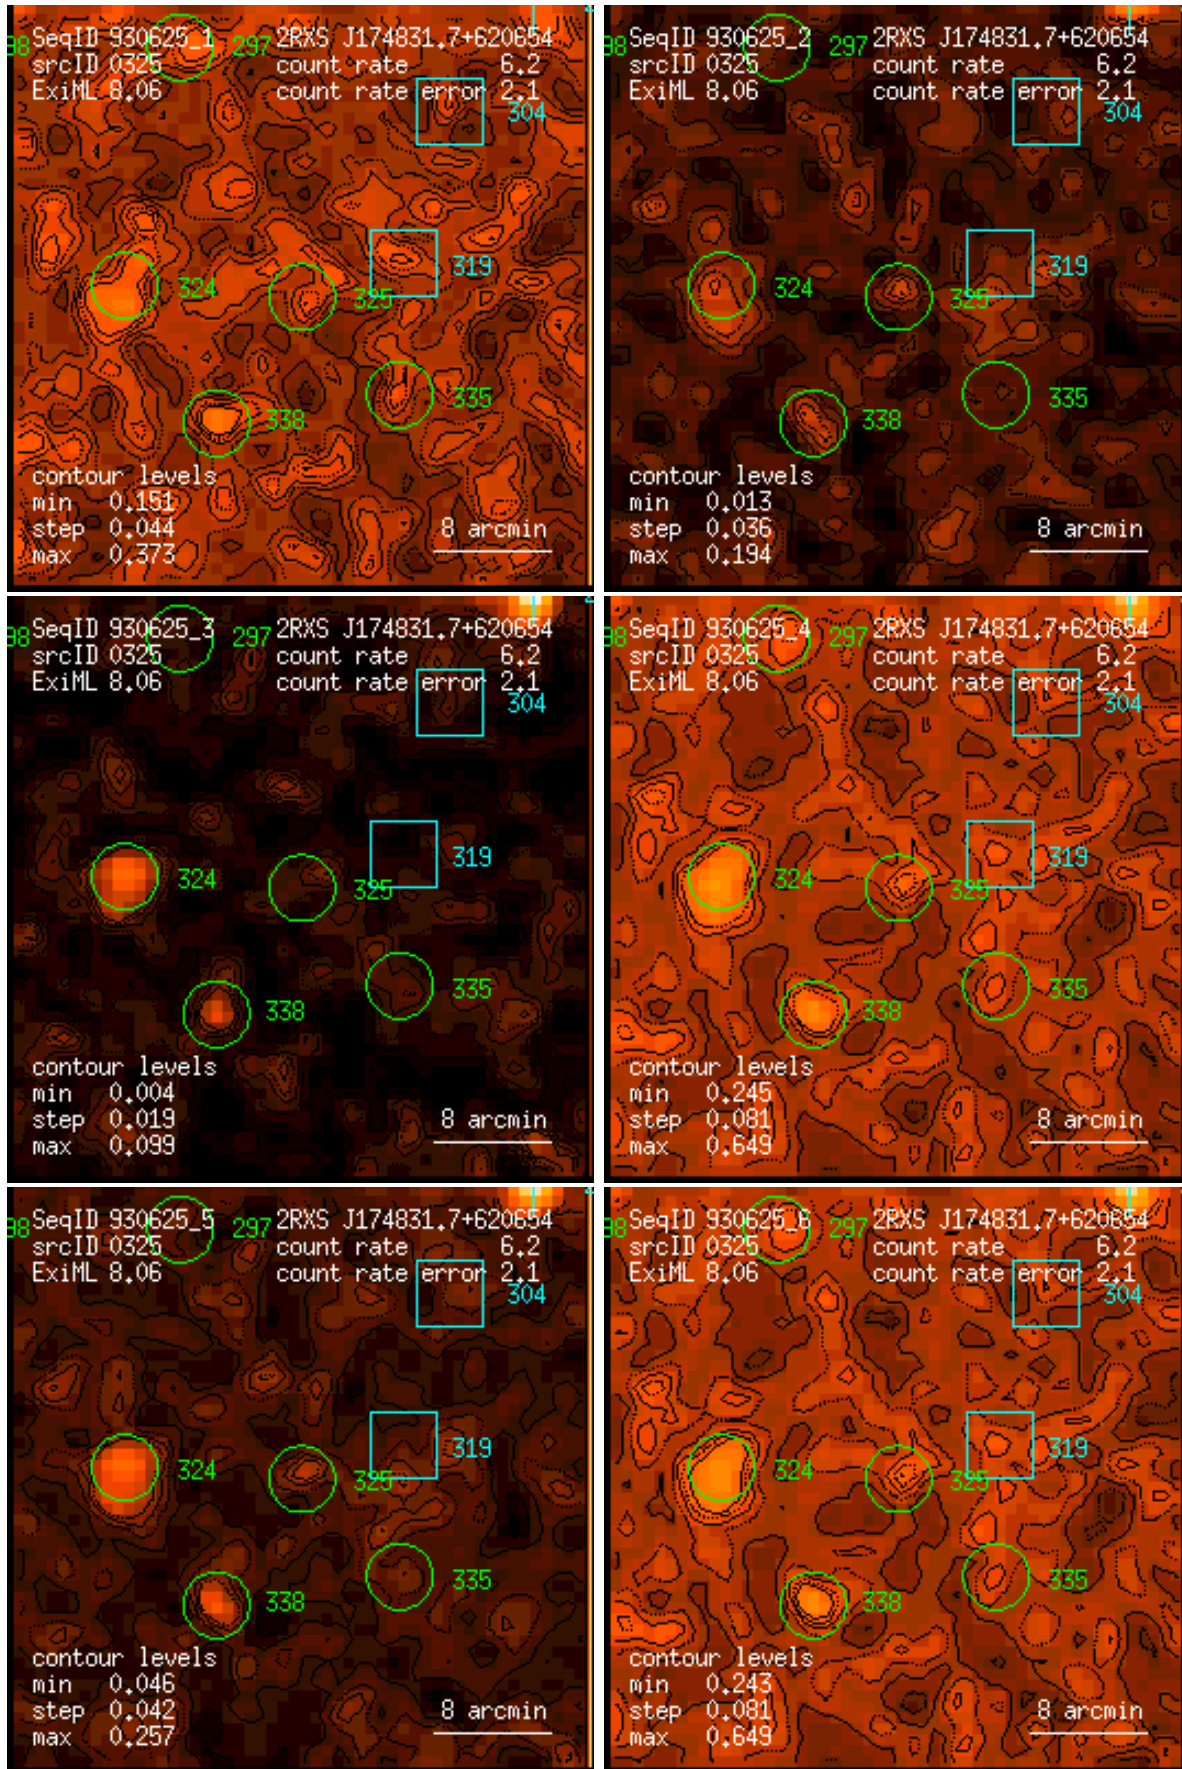 SeqID 930625_1 297 2RXS J174831.7+620654
98 srcID 0325 count rate 6.2
ExiML 8.06 count rate error 2.1
304
319
324
325
335
338
contour levels
min 0.151
step 0.044 8 arcmin
max 0.373
SeqID 930625_2 297 2RXS J174831.7+620654
98 srcID 0325 count rate 6.2
ExiML 8.06 count rate error 2.1
304
319
324
325
335
338
contour levels
min 0.013
step 0.036 8 arcmin
max 0.194
SeqID 930625_3 297 2RXS J174831.7+620654
98 srcID 0325 count rate 6.2
ExiML 8.06 count rate error 2.1
304
319
324
325
335
338
contour levels
min 0.004
step 0.019 8 arcmin
max 0.099
SeqID 930625_4 297 2RXS J174831.7+620654
98 srcID 0325 count rate 6.2
ExiML 8.06 count rate error 2.1
304
319
324
325
335
338
contour levels
min 0.245
step 0.081 8 arcmin
max 0.649
SeqID 930625_5 297 2RXS J174831.7+620654
98 srcID 0325 count rate 6.2
ExiML 8.06 count rate error 2.1
304
319
324
325
335
338
contour levels
min 0.046
step 0.042 8 arcmin
max 0.257
SeqID 930625_6 297 2RXS J174831.7+620654
98 srcID 0325 count rate 6.2
ExiML 8.06 count rate error 2.1
304
319
324
325
335
338
contour levels
min 0.243
step 0.081 8 arcmin
max 0.649